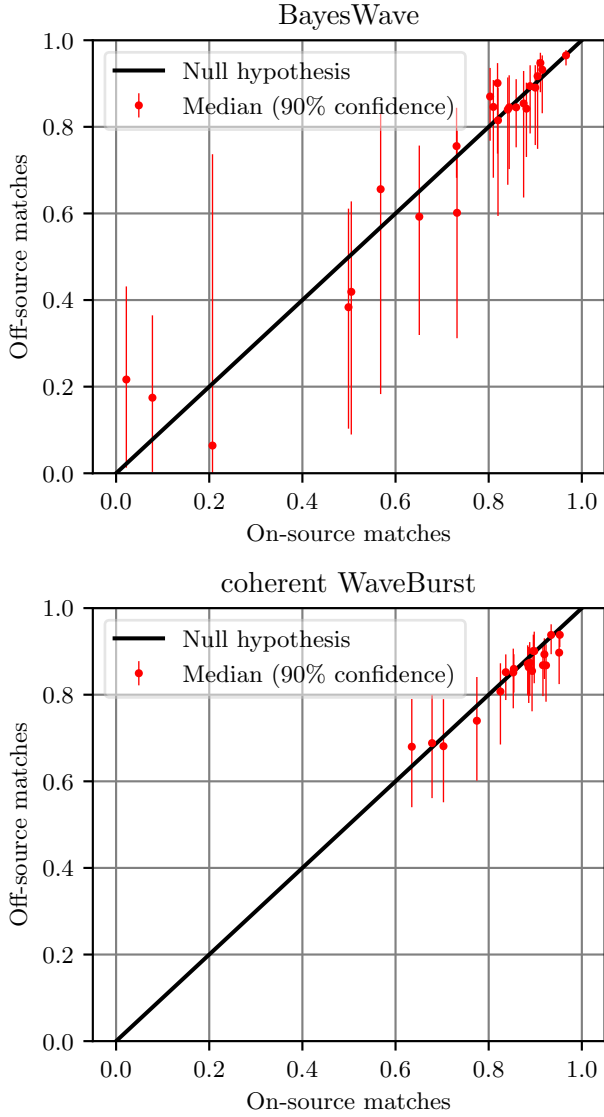 BayesWave
1.0
0.8
0.6
0.4
0.2
0.0
Off-source matches
Null hypothesis
Median (90% confidence)
0.0 0.2 0.4 0.6 0.8 1.0
On-source matches
coherent WaveBurst
1.0
0.8
0.6
0.4
0.2
0.0
Off-source matches
Null hypothesis
Median (90% confidence)
0.0 0.2 0.4 0.6 0.8 1.0
On-source matches